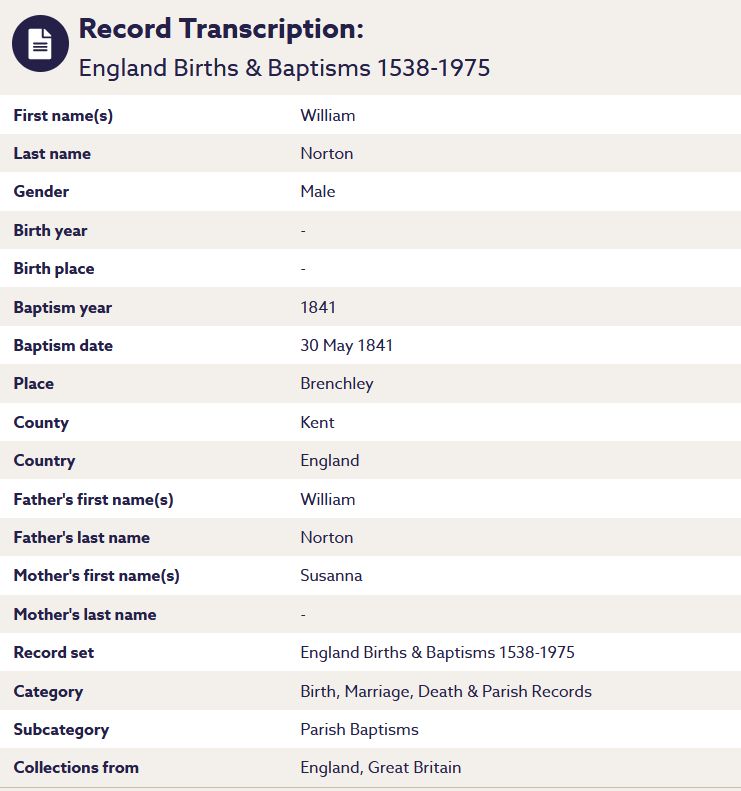 Record Transcription:
England Births & Baptisms 1538-1975
First name(s) William
Last name Norton
Gender Male
Birth year -
Birth place -
Baptism year 1841
Baptism date 30 May 1841
Place Brenchley
County Kent
Country England
Father's first name(s) William
Father's last name Norton
Mother's first name(s) Susanna
Mother's last name -
Record set England Births & Baptisms 1538-1975
Category Birth, Marriage, Death & Parish Records
Subcategory Parish Baptisms
Collections from England, Great Britain